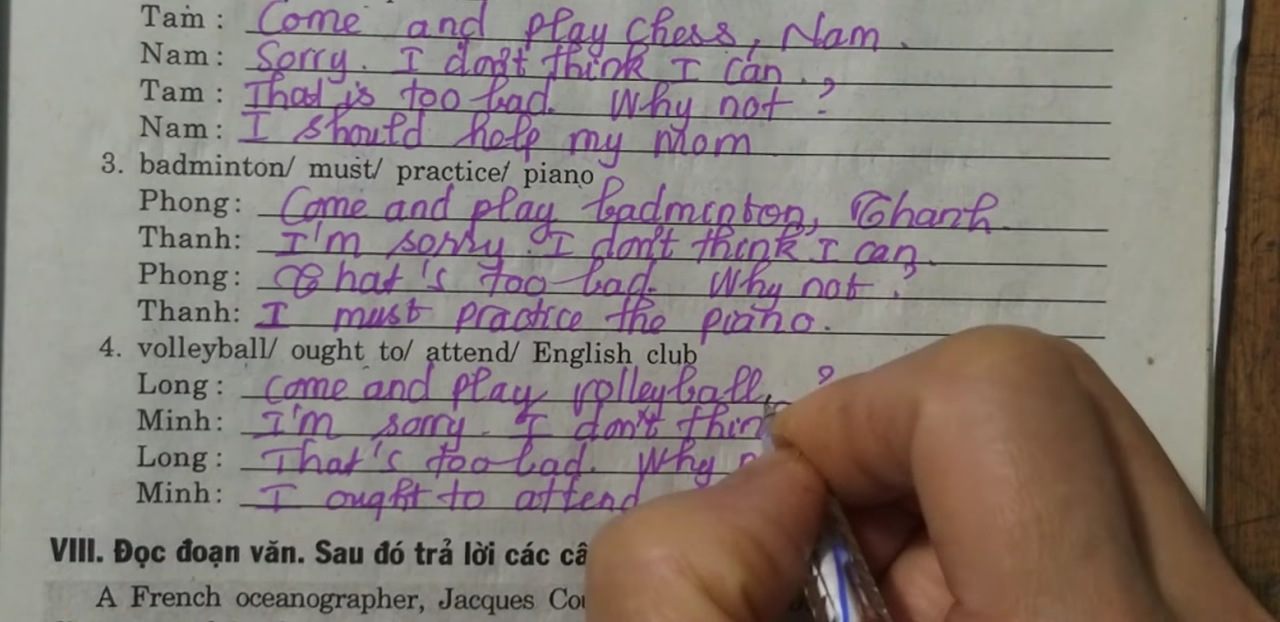 Tam : Come and play chess, Nam.
Nam : Sorry. I don't think I can.
Tam : That is too bad. Why not ?
Nam : I should help my mom
3. badminton/ must/ practice/ piano
Phong : Come and play badminton, Thanh.
Thanh: I'm sorry. I don't think I can.
Phong : That's too bad. Why not ?
Thanh: I must practice the piano.
4. volleyball/ ought to/ attend/ English club
Long : Come and play volleyball,
Minh : I'm sorry. I don't thin
Long : That's too bad. Why
Minh : I ought to attend
VIII. Đọc đoạn văn. Sau đó trả lời các câ
A French oceanographer, Jacques Cou